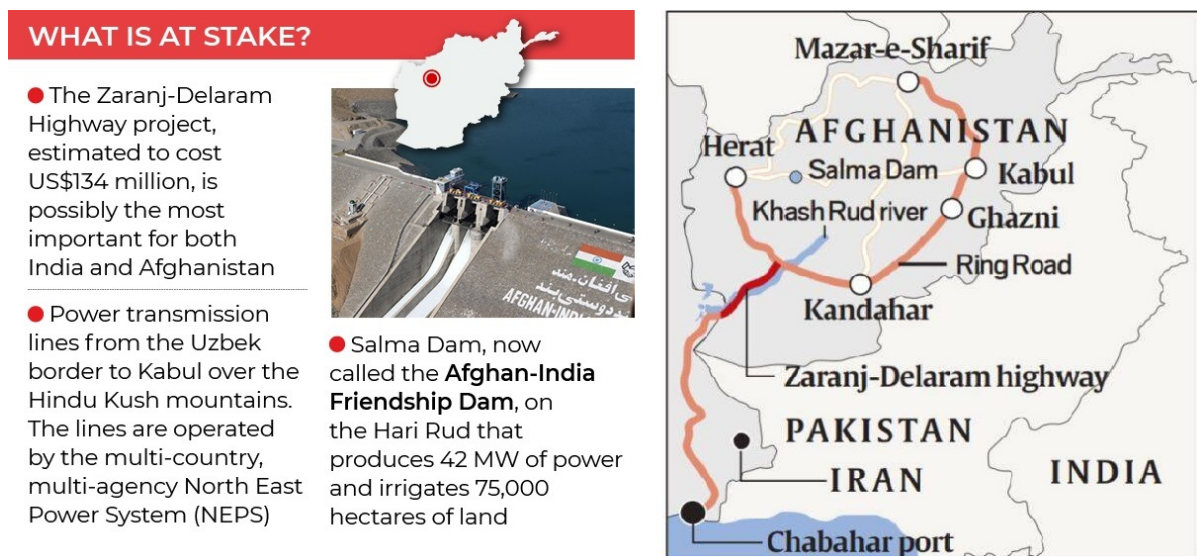 WHAT IS AT STAKE?
The Zaranj-Delaram
Highway project,
estimated to cost
US$134 million, is
possibly the most
important for both
India and Afghanistan
Power transmission
lines from the Uzbek
border to Kabul over the
Hindu Kush mountains.
The lines are operated
by the multi-country,
multi-agency North East
Power System (NEPS)
AFGHAN-INDI
Salma Dam, now
called the Afghan-India
Friendship Dam, on
the Hari Rud that
produces 42 MW of power
and irrigates 75,000
hectares of land
Mazar-e-Sharif
AFGHANISTAN
Herat
Salma Dam
Kabul
Khash Rud river
Ghazni
Ring Road
Kandahar
Zaranj-Delaram highway
PAKISTAN
IRAN
INDIA
Chabahar port